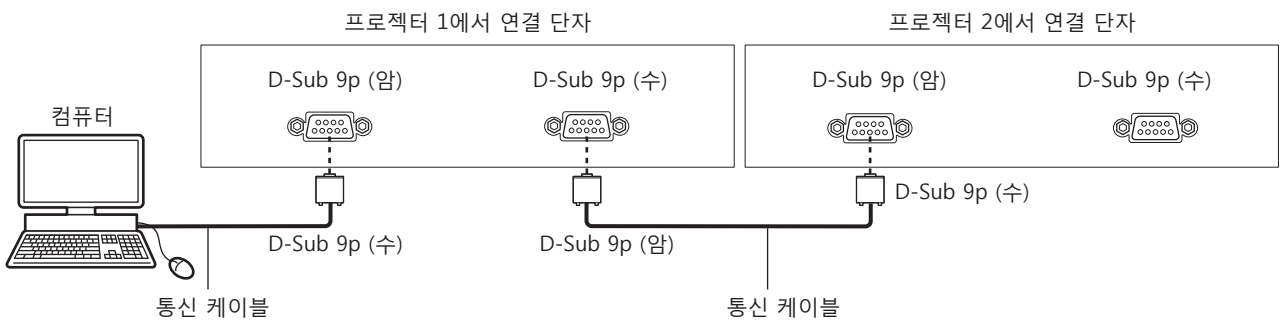 프로젝터 1에서 연결 단자
프로젝터 2에서 연결 단자
D-Sub 9p (암)
D-Sub 9p (수)
D-Sub 9p (암)
D-Sub 9p (수)
컴퓨터
D-Sub 9p (수)
D-Sub 9p (수)
D-Sub 9p (암)
통신 케이블
통신 케이블